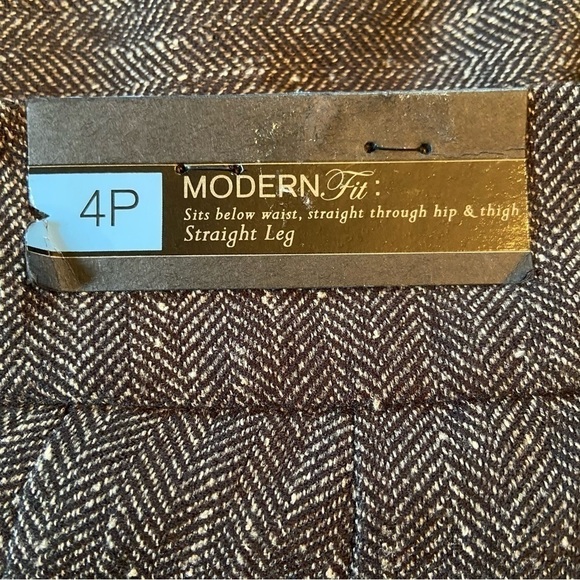 4P
MODERN Fit:
Sits below waist, straight through hip & thigh
Straight Leg